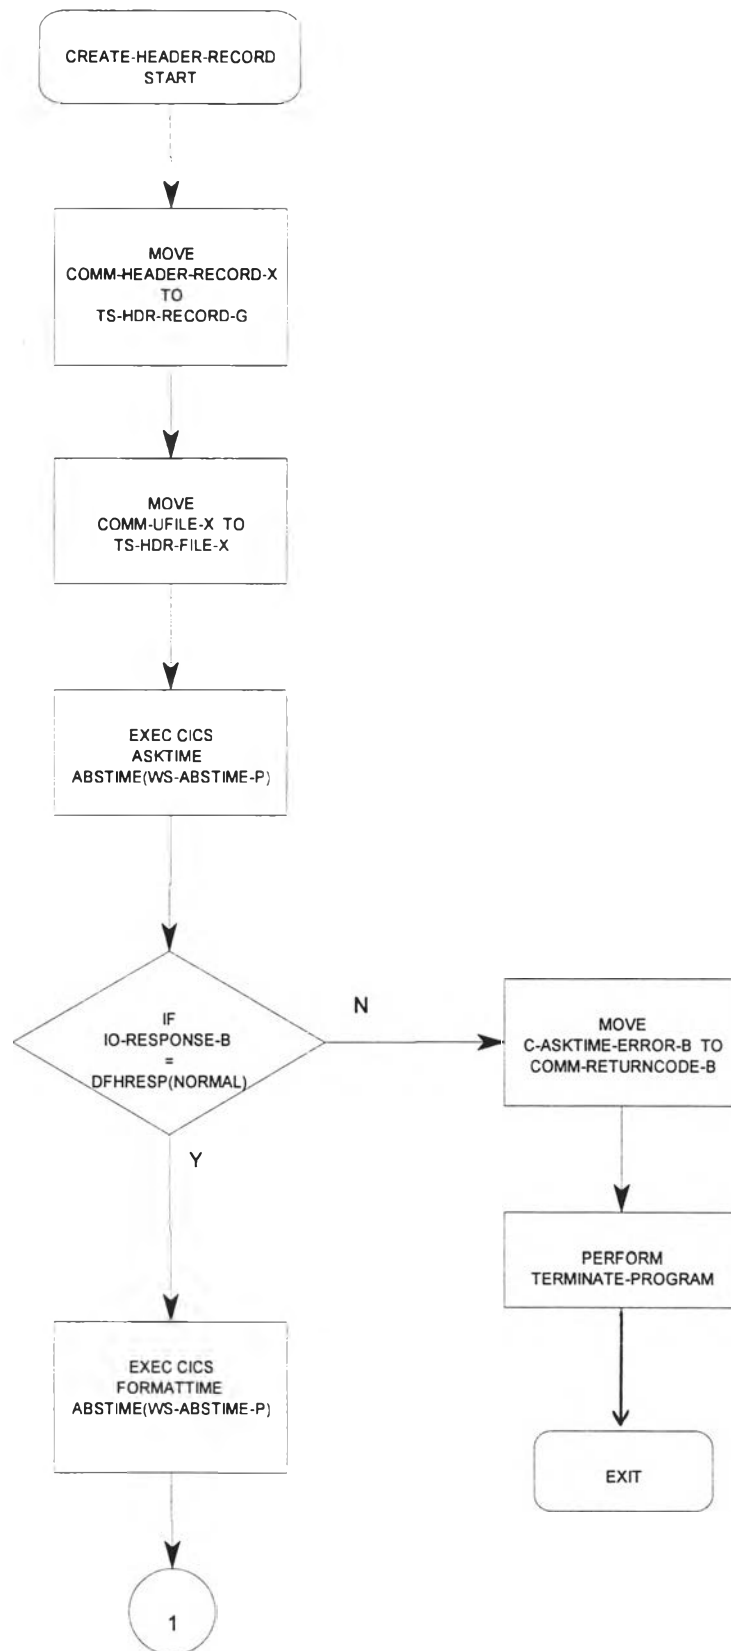 CREATE-HEADER-RECORD
START
MOVE
COMM-HEADER-RECORD-X
TO
TS-HDR-RECORD-G
MOVE
COMM-UFILE-X TO
TS-HDR-FILE-X
EXEC CICS
ASKTIME
ABSTIME(WS-ABSTIME-P)
IF
IO-RESPONSE-B
=
DFHRESP(NORMAL)
N
MOVE
C-ASKTIME-ERROR-B TO
COMM-RETURNCODE-B
Y
PERFORM
TERMINATE-PROGRAM
EXEC CICS
FORMATTIME
ABSTIME(WS-ABSTIME-P)
EXIT
1